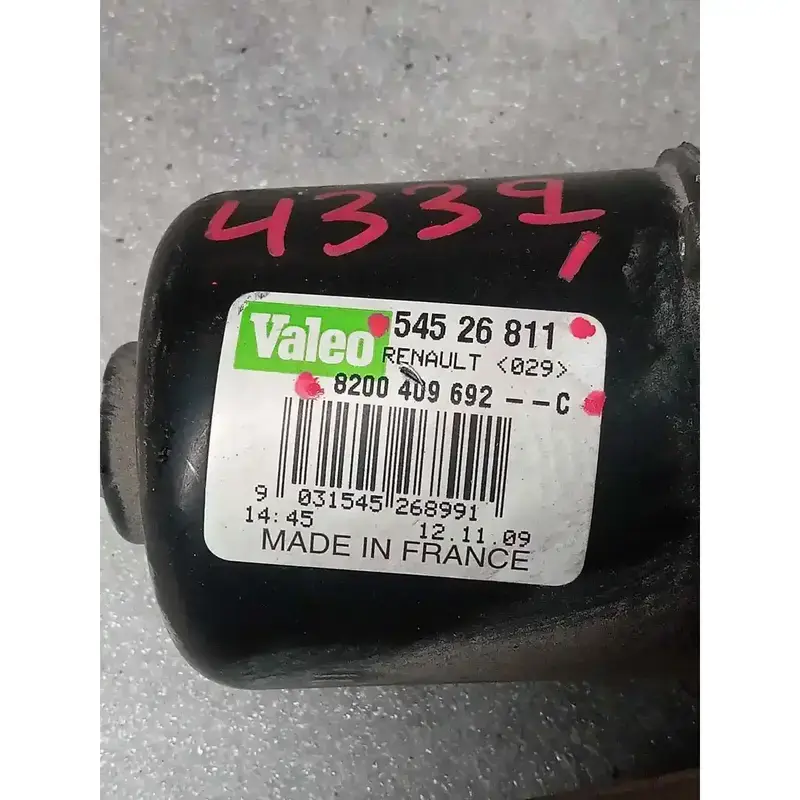 4339
Valeo
545 26 811
RENAULT <029>
8200 409 692 --C
9 031545 268991
14:45 12.11.09
MADE IN FRANCE